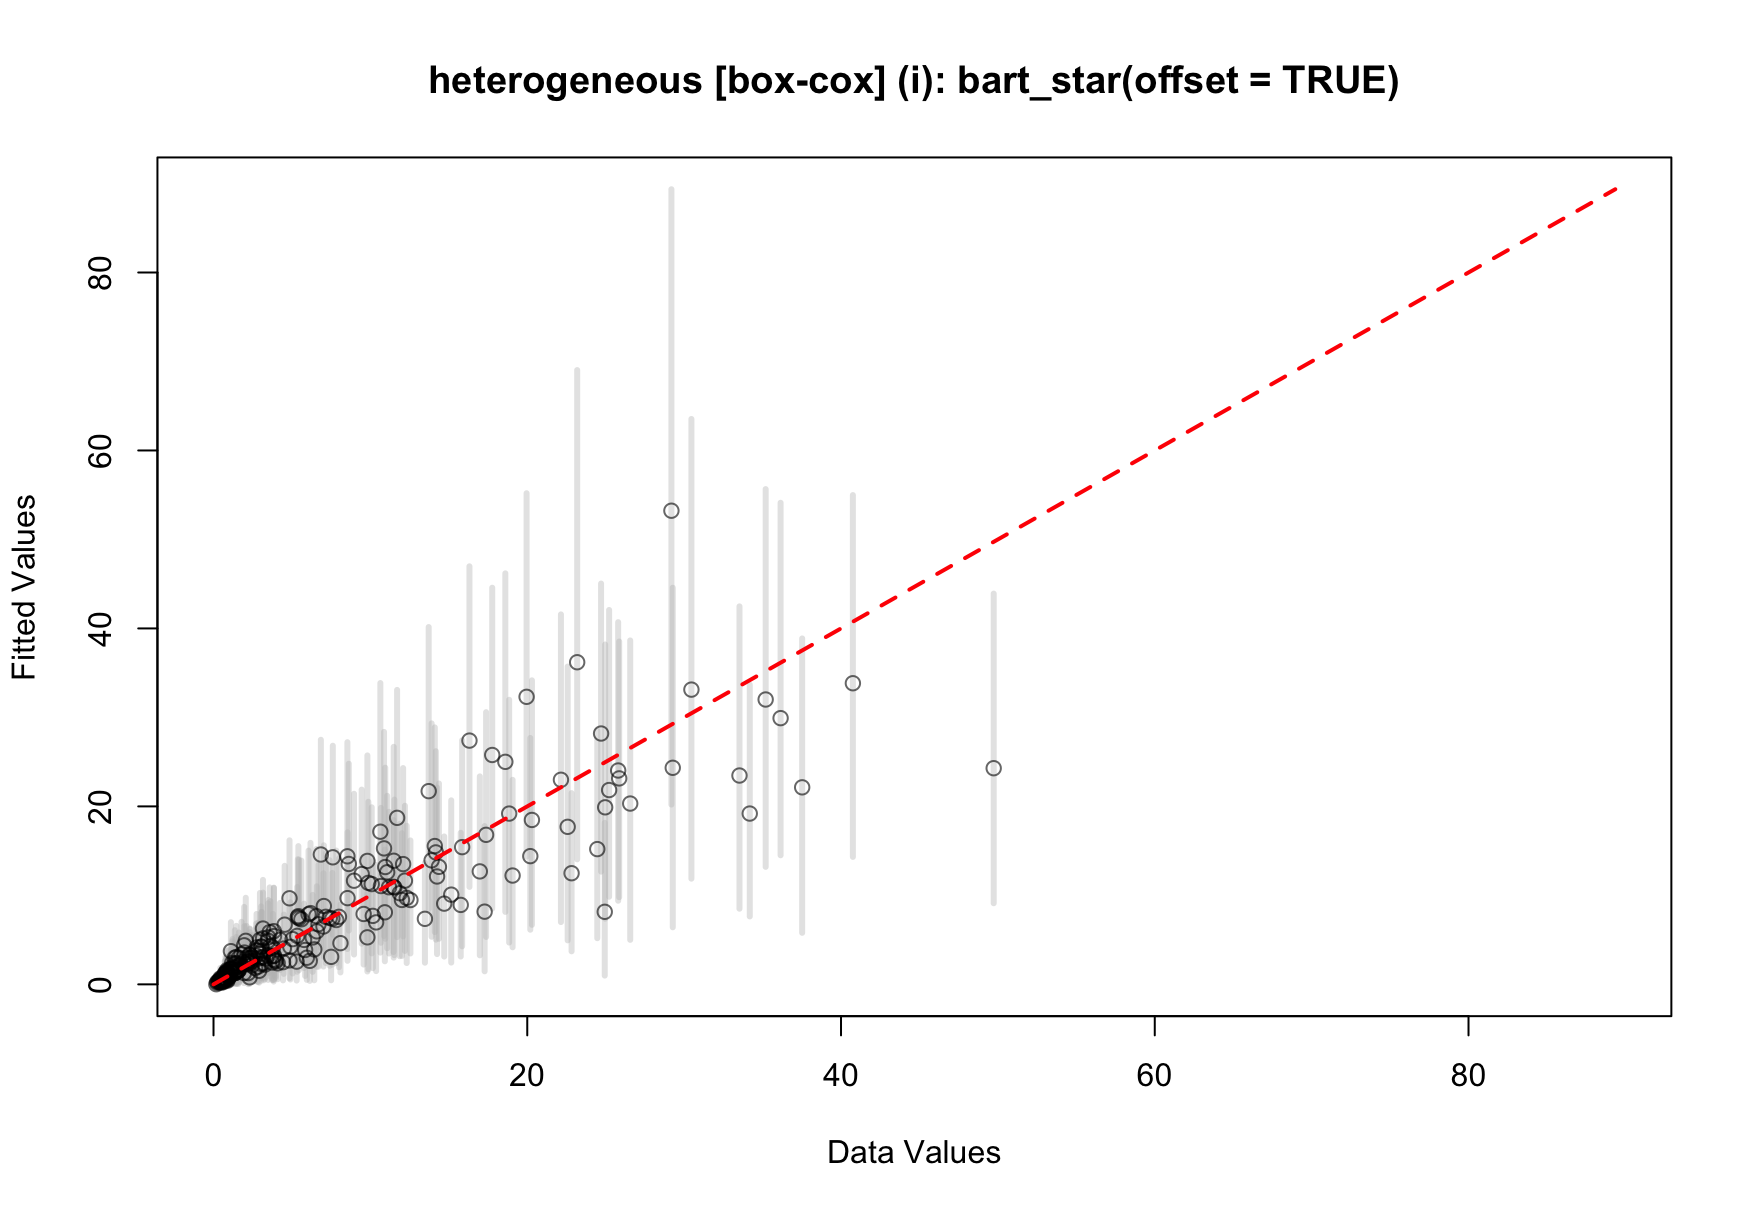 heterogeneous [box-cox] (i): bart_star(offset = TRUE)
80
60
40
20
0
Fitted Values
0 20 40 60 80
Data Values